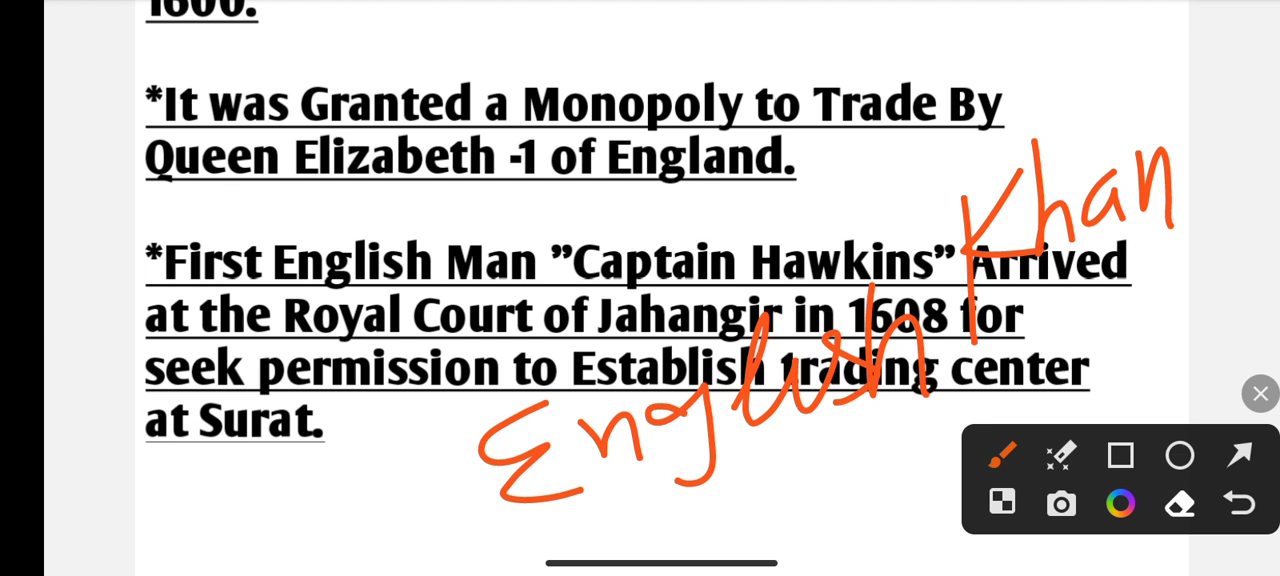 1600.
*It was Granted a Monopoly to Trade By
Queen Elizabeth -1 of England.
*First English Man ”Captain Hawkins” Arrived
at the Royal Court of Jahangir in 1608 for
seek permission to Establish trading center
at Surat.
English Khan